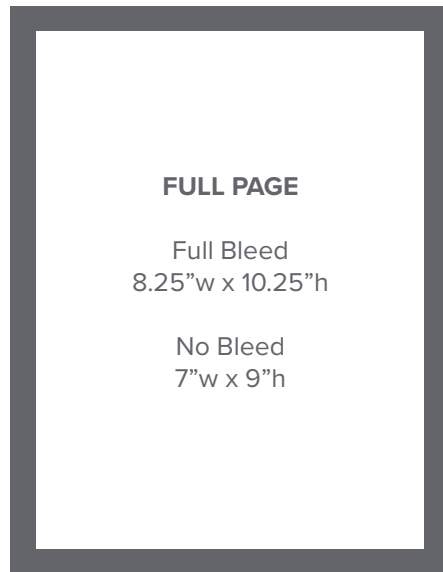 FULL PAGE
Full Bleed
8.25”w x 10.25”h
No Bleed
7”w x 9”h